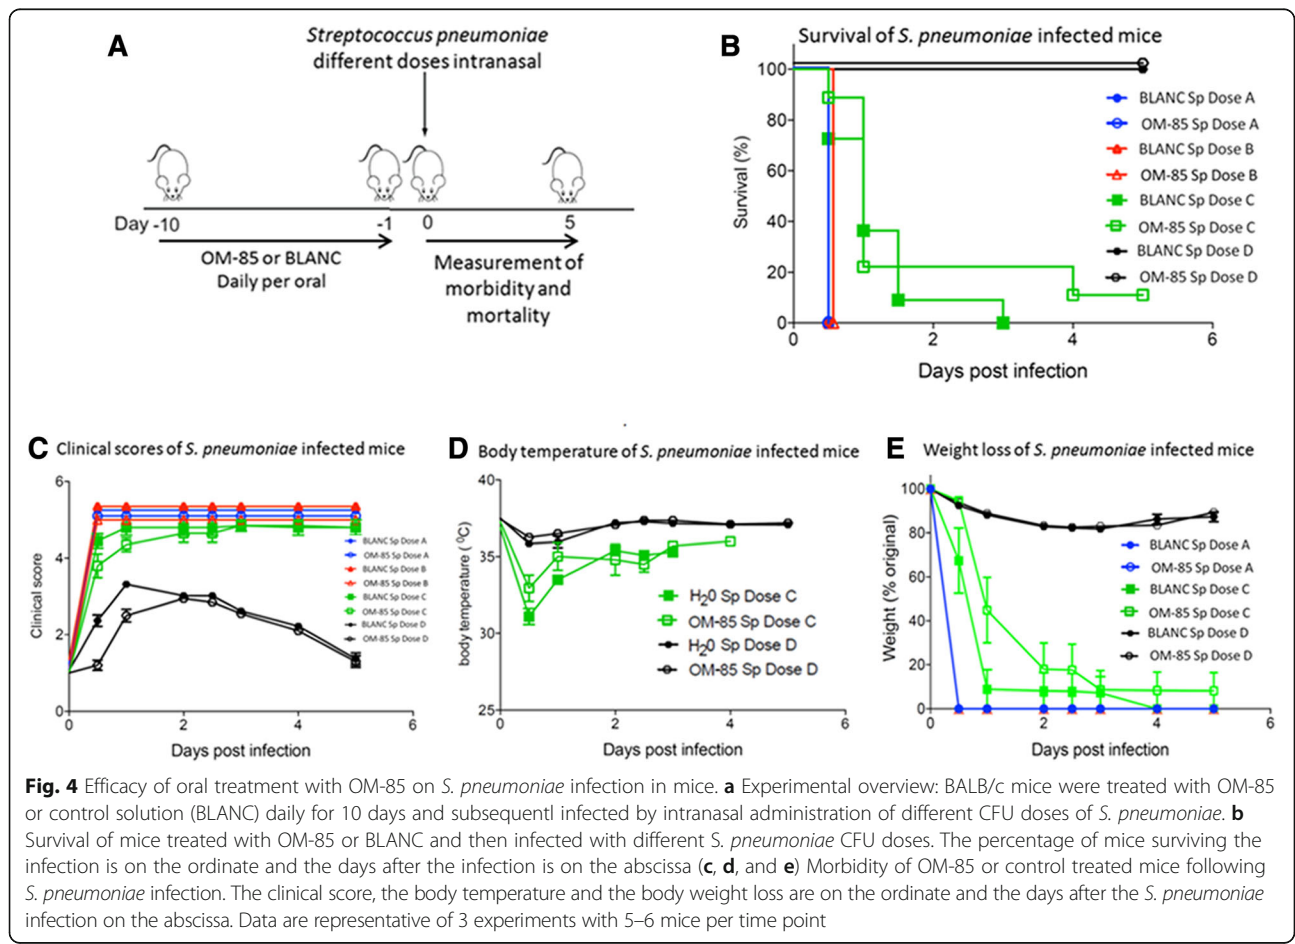 A
Streptococcus pneumoniae
different doses intranasal
Day -10
-1
0
5
OM-85 or BLANC
Daily per oral
Measurement of
morbidity and
mortality
B
Survival of S. pneumoniae infected mice
Survival (%)
100
80
60
40
20
0
0
2
4
6
Days post infection
BLANC Sp Dose A
OM-85 Sp Dose A
BLANC Sp Dose B
OM-85 Sp Dose B
BLANC Sp Dose C
OM-85 Sp Dose C
BLANC Sp Dose D
OM-85 Sp Dose D
C Clinical scores of S. pneumoniae infected mice
Clinical score
6
4
2
0
0
2
4
6
Days post infection
BLANC Sp Dose A
OM-85 Sp Dose A
BLANC Sp Dose B
OM-85 Sp Dose B
BLANC Sp Dose C
OM-85 Sp Dose C
BLANC Sp Dose D
OM-85 Sp Dose D
D Body temperature of S. pneumoniae infected mice
body temperature (⁰C)
40
35
30
25
0
2
4
6
Days post infection
H₂0 Sp Dose C
OM-85 Sp Dose C
H₂0 Sp Dose D
OM-85 Sp Dose D
E Weight loss of S. pneumoniae infected mice
Weight (% original)
100
80
60
40
20
0
0
2
4
6
Days post infection
BLANC Sp Dose A
OM-85 Sp Dose A
BLANC Sp Dose C
OM-85 Sp Dose C
BLANC Sp Dose D
OM-85 Sp Dose D
Fig. 4 Efficacy of oral treatment with OM-85 on S. pneumoniae infection in mice. a Experimental overview: BALB/c mice were treated with OM-85
or control solution (BLANC) daily for 10 days and subsequentl infected by intranasal administration of different CFU doses of S. pneumoniae. b
Survival of mice treated with OM-85 or BLANC and then infected with different S. pneumoniae CFU doses. The percentage of mice surviving the
infection is on the ordinate and the days after the infection is on the abscissa (c, d, and e) Morbidity of OM-85 or control treated mice following
S. pneumoniae infection. The clinical score, the body temperature and the body weight loss are on the ordinate and the days after the S. pneumoniae
infection on the abscissa. Data are representative of 3 experiments with 5–6 mice per time point